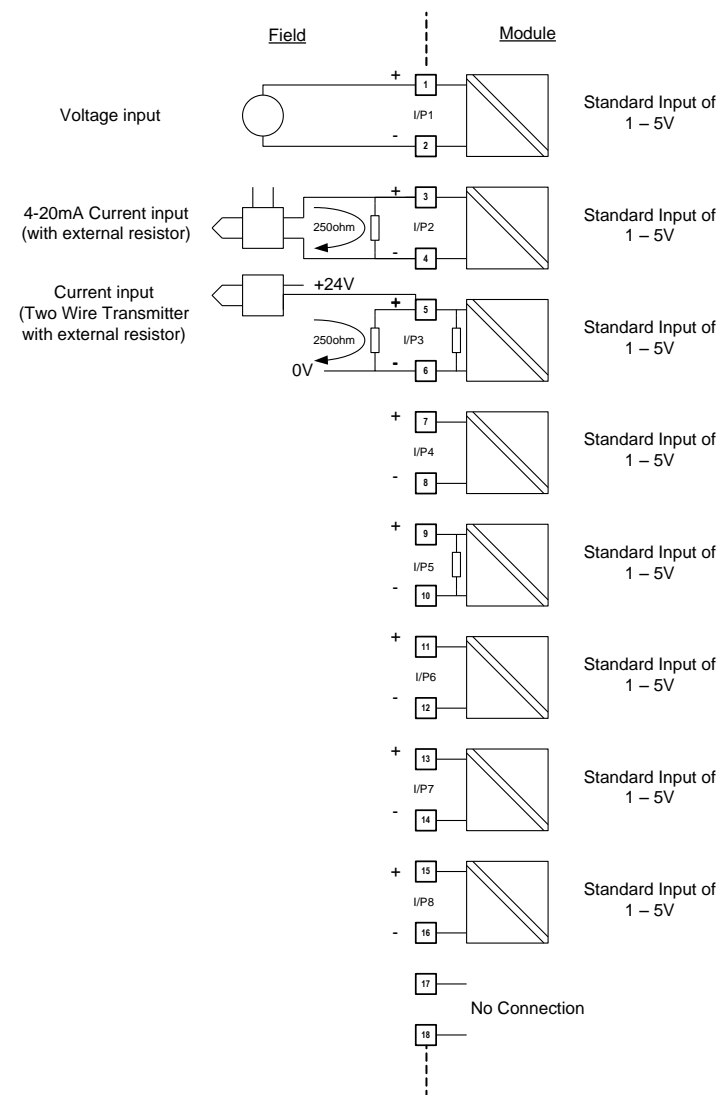 Field
Module
+
1
Voltage input
I/P1
Standard Input of
1 – 5V
-
2
+
3
4-20mA Current input
(with external resistor)
250ohm
I/P2
Standard Input of
1 – 5V
-
4
Current input
(Two Wire Transmitter
with external resistor)
+24V
+
5
250ohm
I/P3
Standard Input of
1 – 5V
0V
-
6
+
7
I/P4
Standard Input of
1 – 5V
-
8
+
9
I/P5
Standard Input of
1 – 5V
-
10
+
11
I/P6
Standard Input of
1 – 5V
-
12
+
13
I/P7
Standard Input of
1 – 5V
-
14
+
15
I/P8
Standard Input of
1 – 5V
-
16
17
No Connection
18